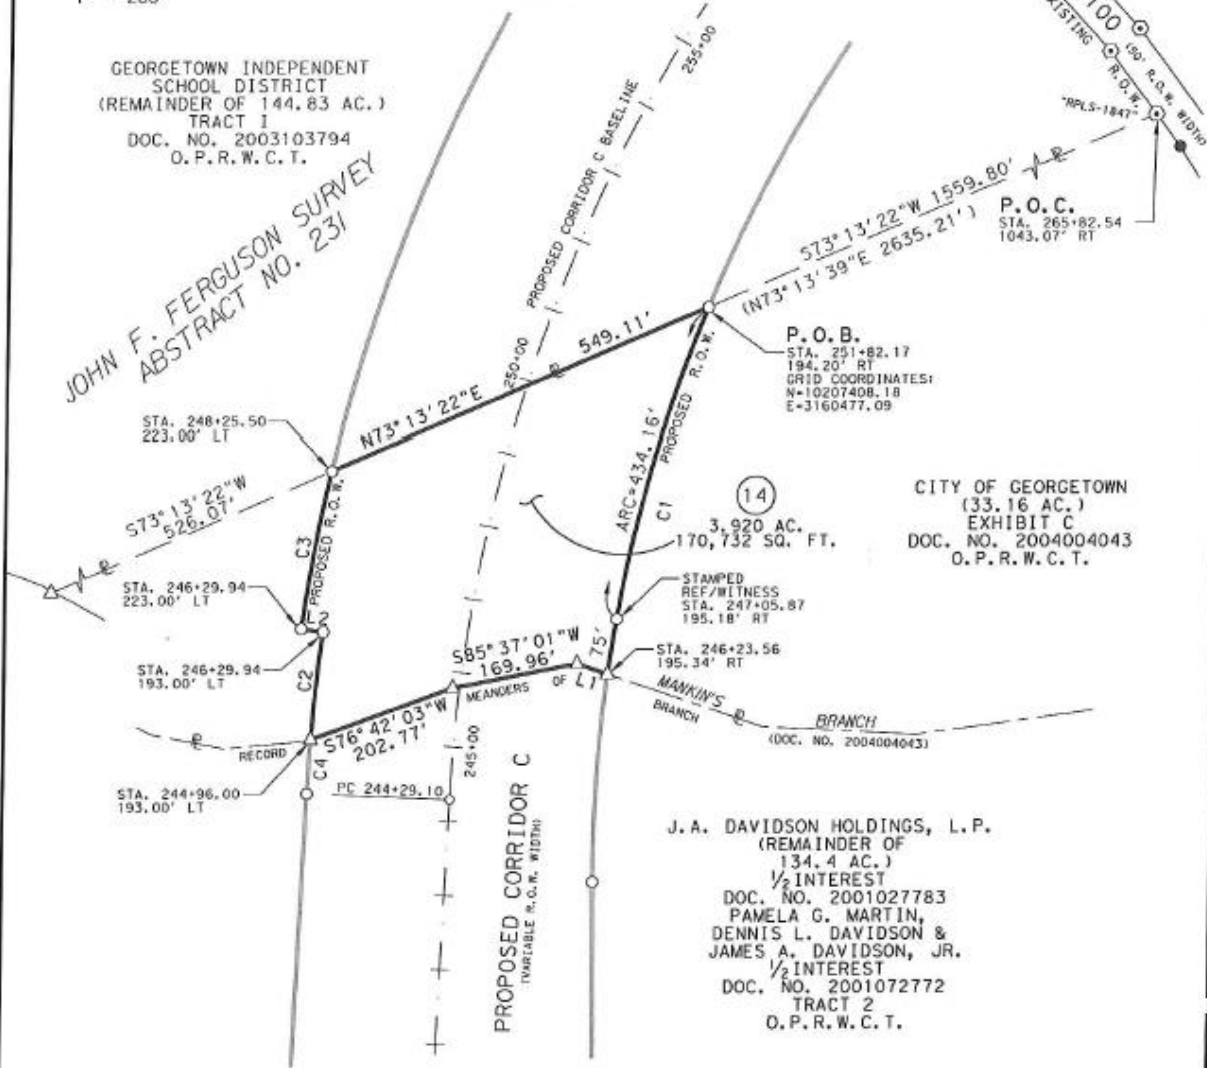 GEORGETOWN INDEPENDENT
SCHOOL DISTRICT
(REMAINDER OF 144.83 AC.)
TRACT I
DOC. NO. 2003103794
O.P.R.W.C.T.
JOHN F. FERGUSON SURVEY
ABSTRACT NO. 231
255+00
PROPOSED CORRIDOR C BASELINE
250+00
EXISTING R.O.W.
100
(50' R.O.W. WIDTH)
"RPLS-1847"
P.O.C.
STA. 265+82.54
1043.07' RT
S73°13'22"W 1559.80'
(N73°13'39"E 2635.21')
P.O.B.
STA. 251+82.17
194.20' RT
GRID COORDINATES:
N=10207408.18
E=3160477.09
N73°13'22"E
549.11'
STA. 248+25.50
223.00' LT
S73°13'22"W
526.07'
C3
PROPOSED R.O.W.
ARC=434.16'
C1
PROPOSED R.O.W.
14
3.920 AC.
170,732 SQ. FT.
CITY OF GEORGETOWN
(33.16 AC.)
EXHIBIT C
DOC. NO. 2004004043
O.P.R.W.C.T.
STA. 246+29.94
223.00' LT
L2
STAMPED
REF/WITNESS
STA. 247+05.87
195.18' RT
75'
STA. 246+23.56
195.34' RT
STA. 246+29.94
193.00' LT
C2
S85°37'01"W
169.96'
MEANDERS OF
L1
MANKIN'S
BRANCH
BRANCH
(DOC. NO. 2004004043)
RECORD
S76°42'03"W
202.77'
C4
245+00
PC 244+29.10
STA. 244+96.00
193.00' LT
PROPOSED CORRIDOR C
(VARIABLE R.O.W. WIDTH)
J.A. DAVIDSON HOLDINGS, L.P.
(REMAINDER OF
134.4 AC.)
1/2 INTEREST
DOC. NO. 2001027783
PAMELA G. MARTIN,
DENNIS L. DAVIDSON &
JAMES A. DAVIDSON, JR.
1/2 INTEREST
DOC. NO. 2001072772
TRACT 2
O.P.R.W.C.T.